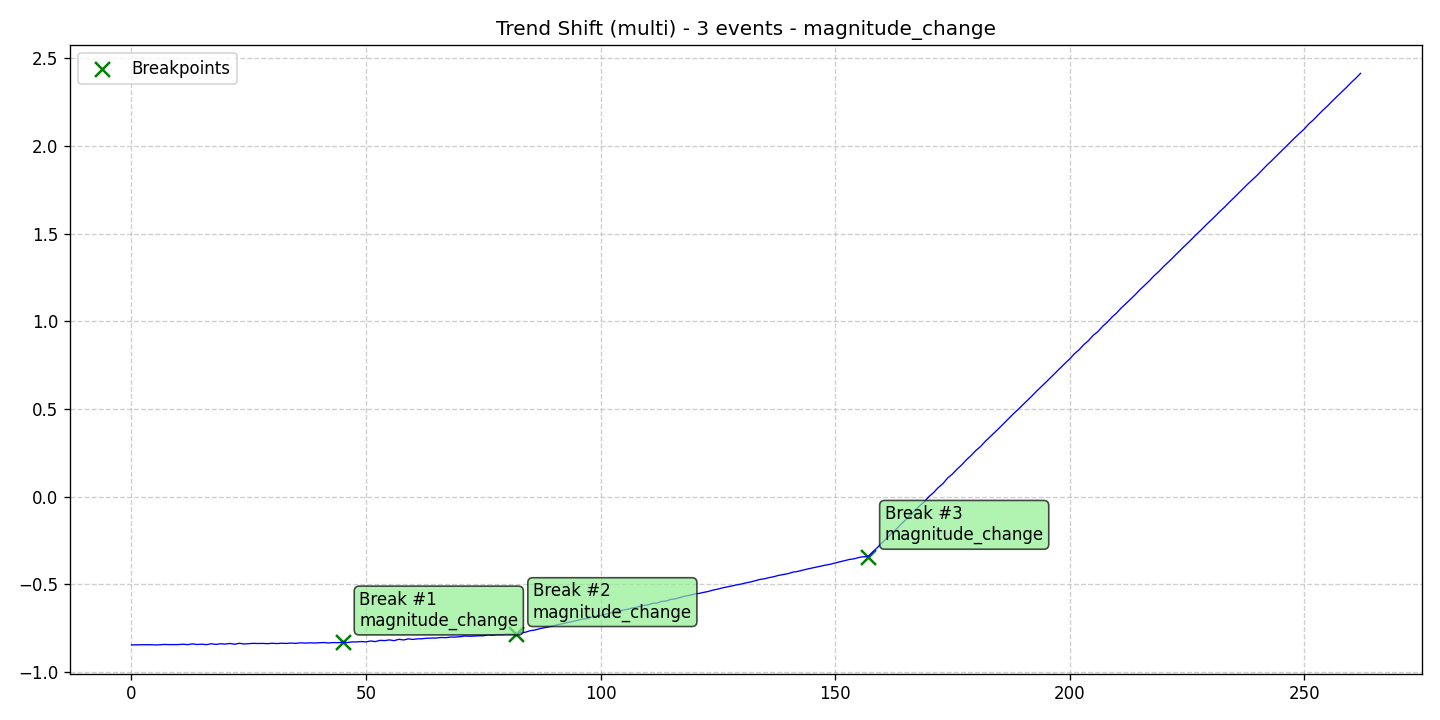 Trend Shift (multi) - 3 events - magnitude_change
Breakpoints
2.5
2.0
1.5
1.0
0.5
0.0
−0.5
−1.0
Break #3
magnitude_change
Break #2
magnitude_change
Break #1
magnitude_change
0
50
100
150
200
250